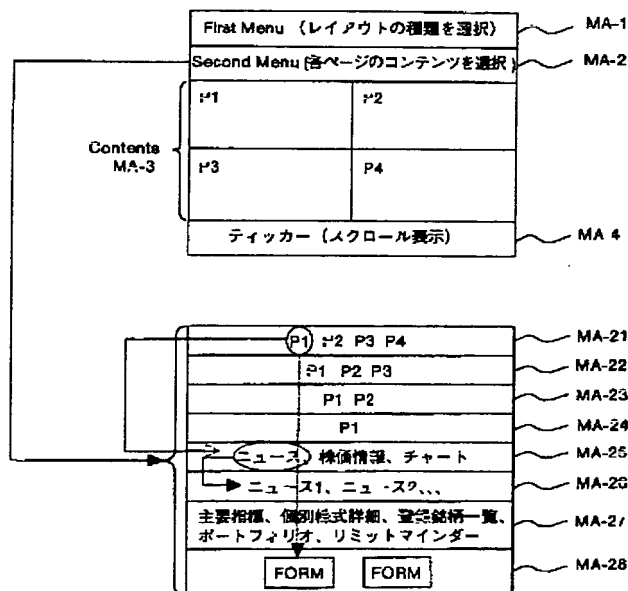 First Menu (レイアウトの種類を選択)
MA-1
Second Menu (各ページのコンテンツを選択)
MA-2
P1 P2
Contents
MA-3
P3 P4
ティッカー (スクロール表示)
MA-4
P1 P2 P3 P4
MA-21
P1 P2 P3
MA-22
P1 P2
MA-23
P1
MA-24
ニュース、株価情報、チャート
MA-25
ニュース1、ニュース2、、、
MA-26
主要指標、個別株式詳細、登録銘柄一覧、
ポートフォリオ、リミットマインダー
MA-27
FORM FORM
MA-28